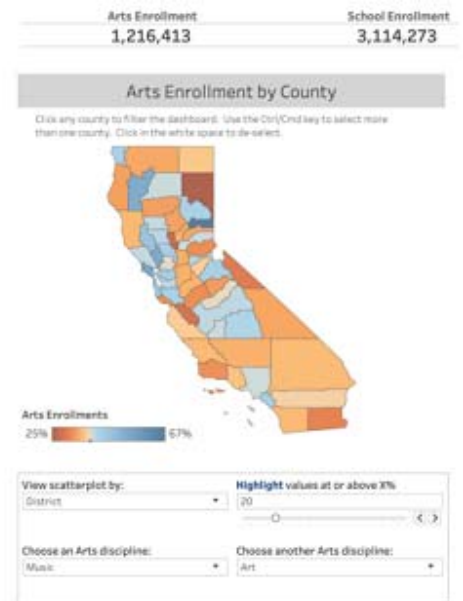 Arts Enrollment
School Enrollment
1,216,413
3,114,273
Arts Enrollment by County
Click any county to filter the dashboard. Use the Ctrl/Cmd key to select more
than one county. Click in the white space to de-select.
Arts Enrollments
25%
67%
View scatterplot by:
Highlight values at or above X%
District
20
Choose an Arts discipline:
Choose another Arts discipline:
Music
Art